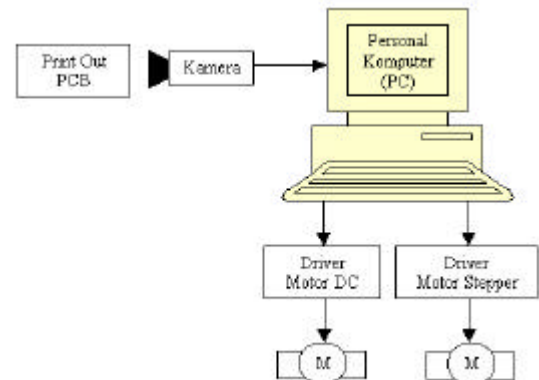 Print Out
PCB
Kamera
Personal
Komputer
(PC)
Driver
Motor DC
Driver
Motor Stepper
M
M